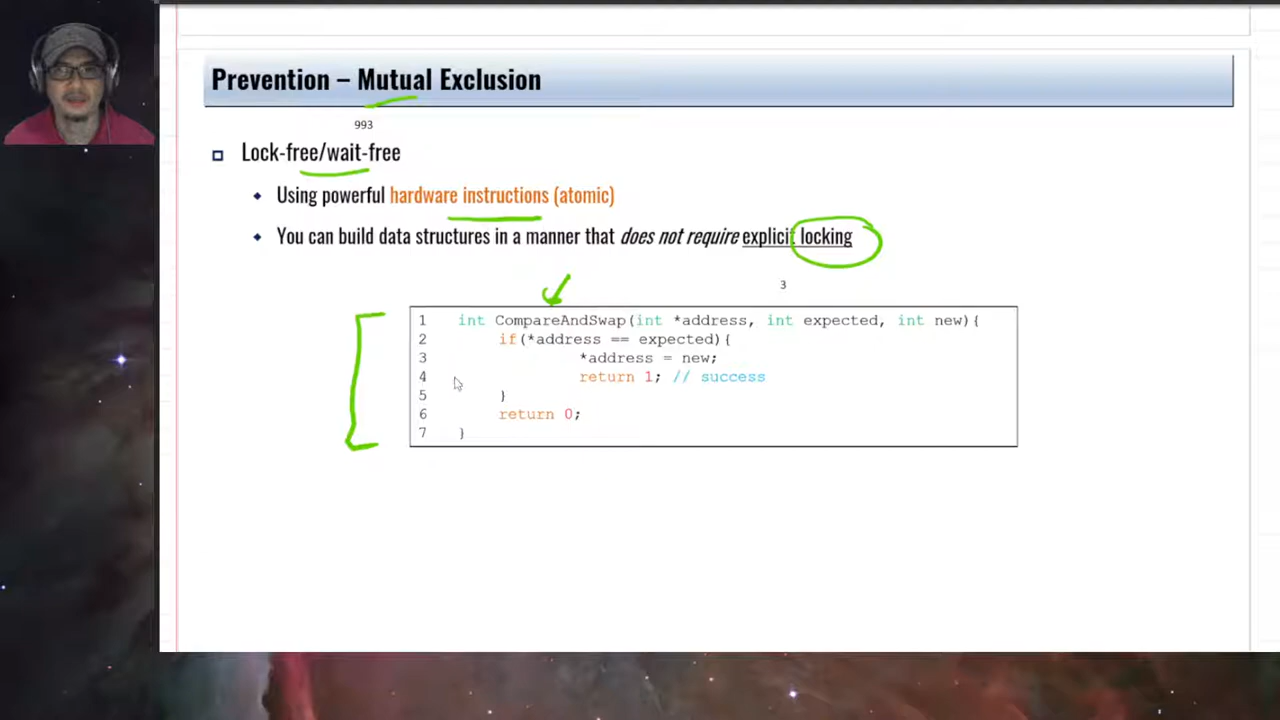 Prevention – Mutual Exclusion
993
Lock-free/wait-free
Using powerful hardware instructions (atomic)
You can build data structures in a manner that does not require explicit locking
3
1 int CompareAndSwap(int *address, int expected, int new){
2 if(*address == expected){
3 *address = new;
4 return 1; // success
5 }
6 return 0;
7 }